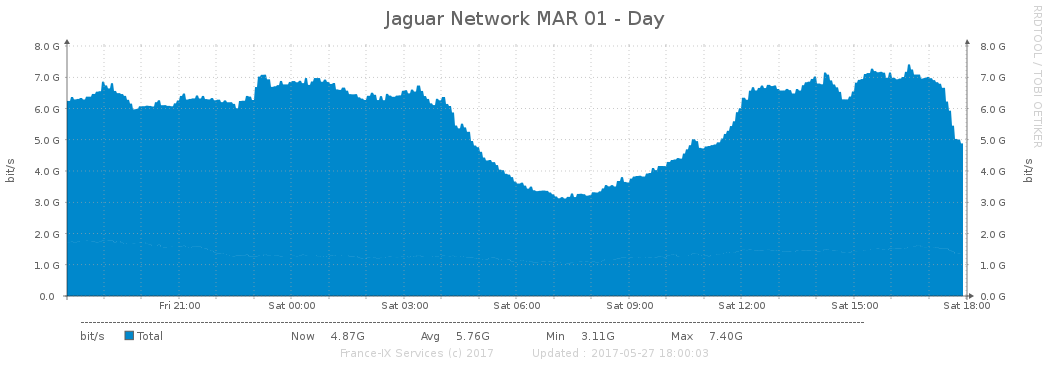 Jaguar Network MAR 01 - Day
RRDTOOL / TOBI OETIKER
bit/s
bit/s
8.0 G 8.0 G
7.0 G 7.0 G
6.0 G 6.0 G
5.0 G 5.0 G
4.0 G 4.0 G
3.0 G 3.0 G
2.0 G 2.0 G
1.0 G 1.0 G
0.0 0.0 G
Fri 21:00 Sat 00:00 Sat 03:00 Sat 06:00 Sat 09:00 Sat 12:00 Sat 15:00 Sat 18:00
bit/s Total Now 4.87G Avg 5.76G Min 3.11G Max 7.40G
France-IX Services (c) 2017 Updated : 2017-05-27 18:00:03